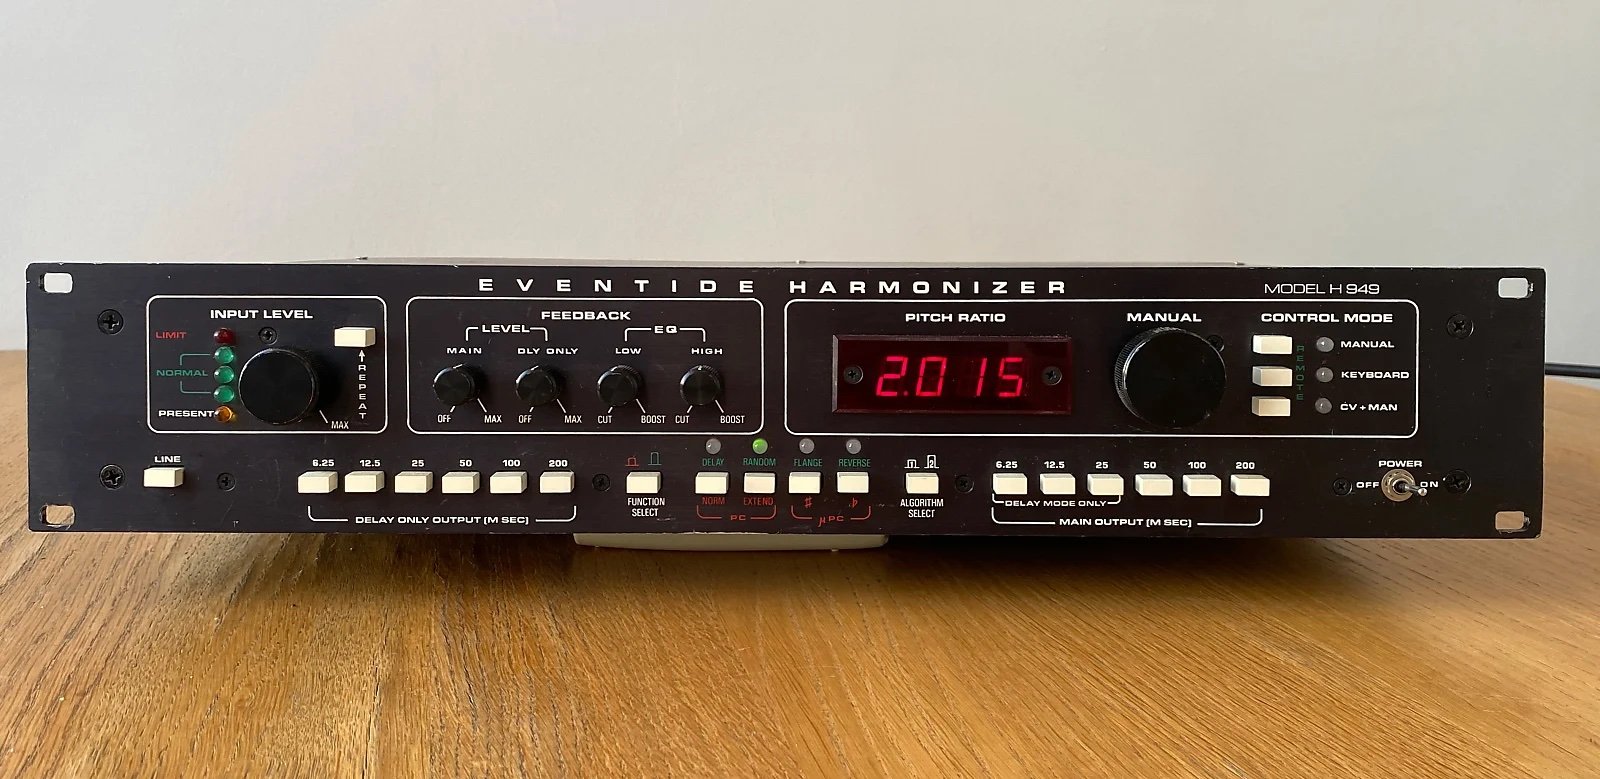 EVENTIDE HARMONIZER
MODEL H949
INPUT LEVEL
LIMIT
NORMAL
PRESENT
MAX
REPEAT
FEEDBACK
LEVEL
EQ
MAIN
DLY ONLY
LOW
HIGH
OFF
MAX
OFF
MAX
CUT
BOOST
CUT
BOOST
PITCH RATIO
2.015
MANUAL
CONTROL MODE
REMOTE
MANUAL
KEYBOARD
CV + MAN
LINE
6.25
12.5
25
50
100
200
DELAY ONLY OUTPUT (M SEC)
FUNCTION
SELECT
DELAY
RANDOM
FLANGE
REVERSE
NORM
EXTEND
♯
♭
PC
μPC
1
2
ALGORITHM
SELECT
6.25
12.5
25
50
100
200
DELAY MODE ONLY
MAIN OUTPUT (M SEC)
POWER
OFF
ON